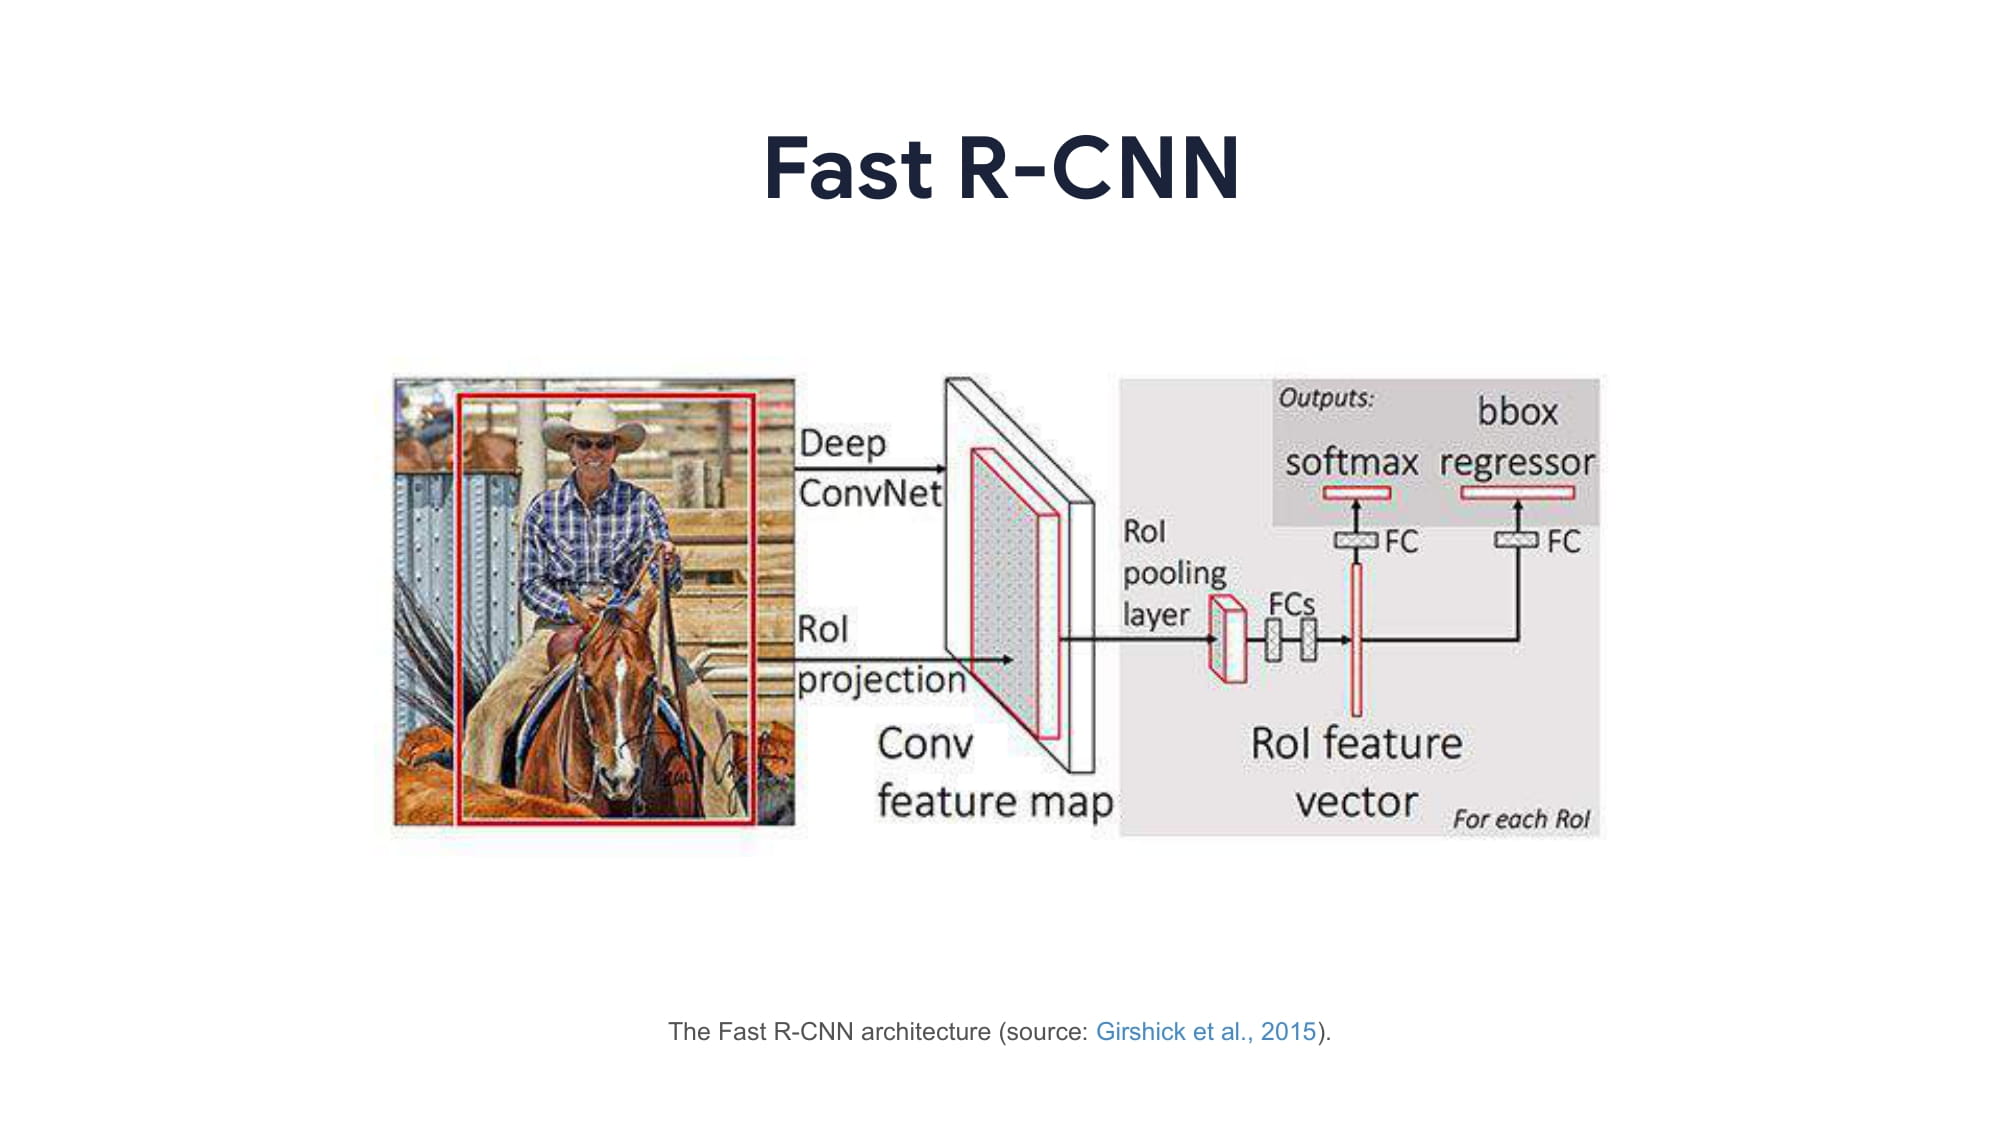 Fast R-CNN
Deep
ConvNet
RoI
projection
Conv
feature map
RoI
pooling
layer
FCs
Outputs:
softmax
bbox
regressor
FC
FC
RoI feature
vector
For each RoI
The Fast R-CNN architecture (source: Girshick et al., 2015).